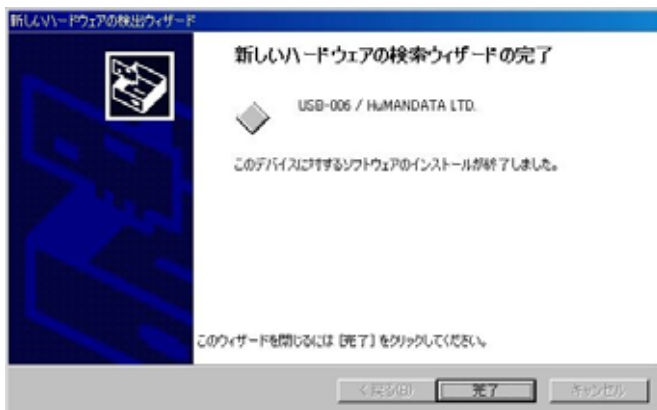 新しいハードウェアの検出ウィザード
新しいハードウェアの検索ウィザードの完了
USB-006 / HuMANDATA LTD.
このデバイスに対するソフトウェアのインストールが終了しました。
このウィザードを閉じるには [完了] をクリックしてください。
< 戻る(B)
完了
キャンセル